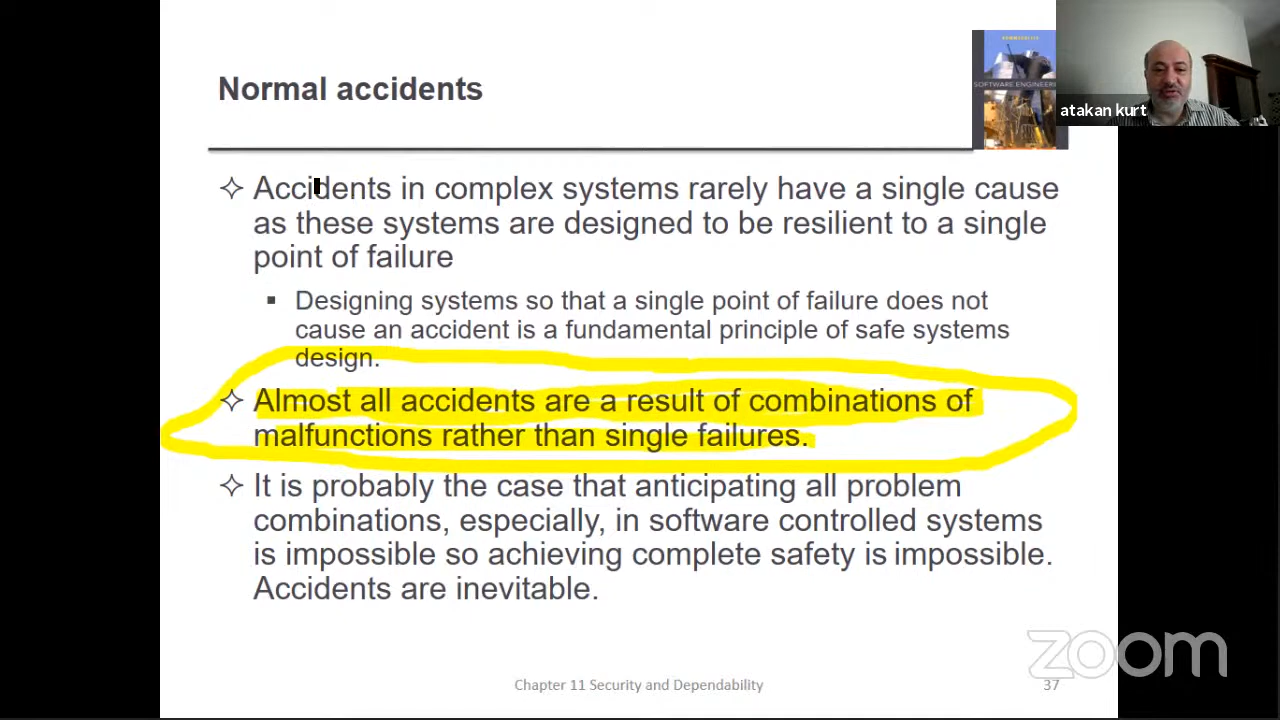 Normal accidents
SOFTWARE ENGINEERI
atakan kurt
✧ Accidents in complex systems rarely have a single cause
as these systems are designed to be resilient to a single
point of failure
▪ Designing systems so that a single point of failure does not
cause an accident is a fundamental principle of safe systems
design.
✧ Almost all accidents are a result of combinations of
malfunctions rather than single failures.
✧ It is probably the case that anticipating all problem
combinations, especially, in software controlled systems
is impossible so achieving complete safety is impossible.
Accidents are inevitable.
zoom
Chapter 11 Security and Dependability
37